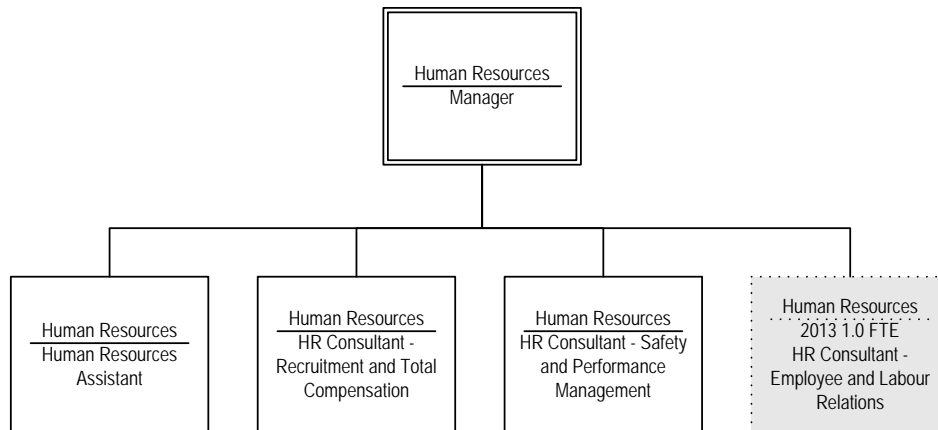 Human Resources
Manager
Human Resources
Human Resources
Assistant
Human Resources
HR Consultant -
Recruitment and Total
Compensation
Human Resources
HR Consultant - Safety
and Performance
Management
Human Resources
2013 1.0 FTE
HR Consultant -
Employee and Labour
Relations